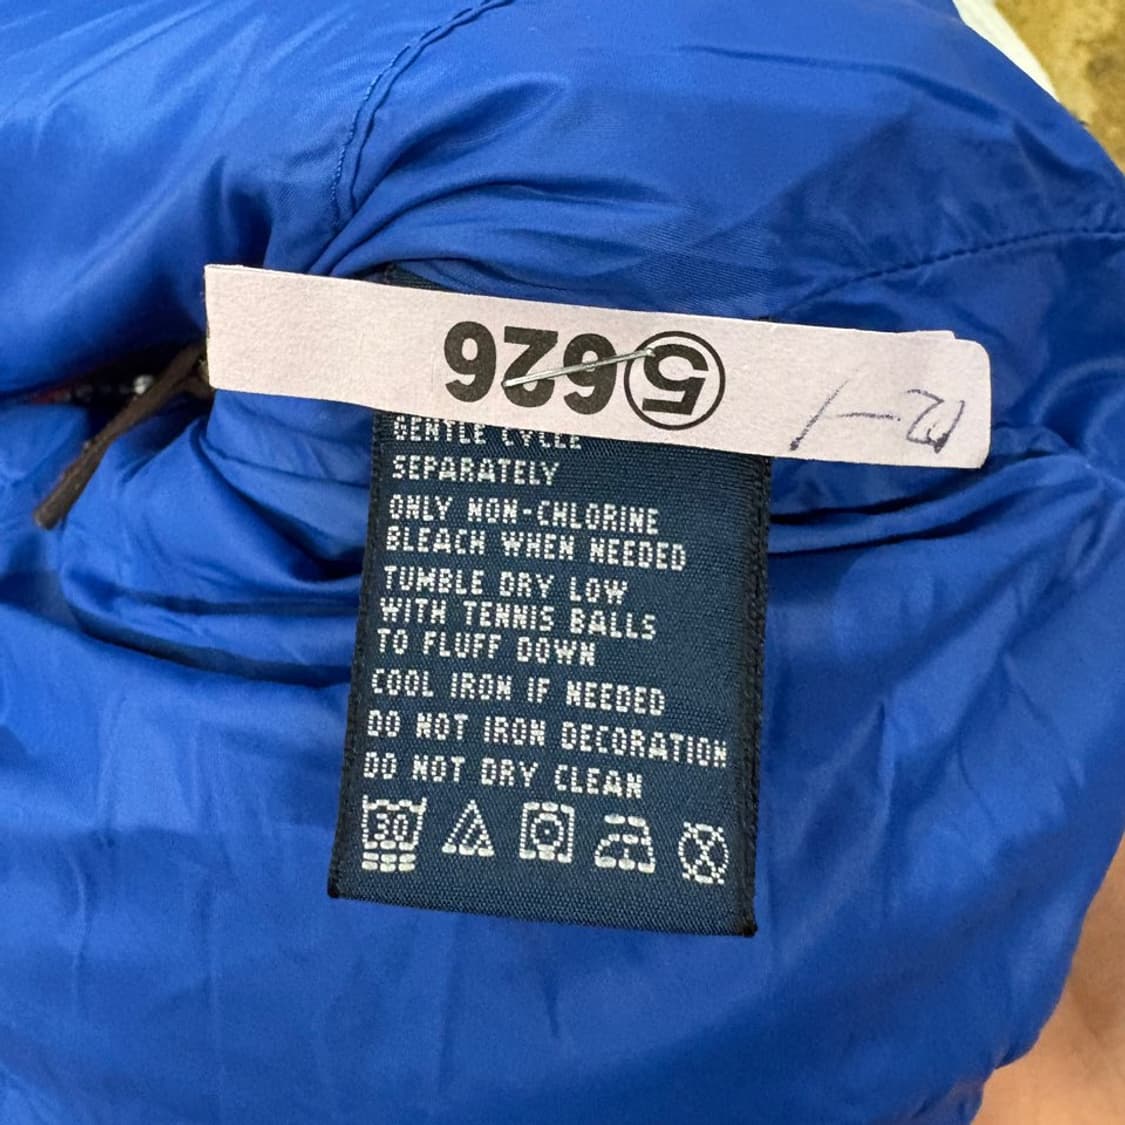 GENTLE CYCLE
SEPARATELY
ONLY NON-CHLORINE
BLEACH WHEN NEEDED
TUMBLE DRY LOW
WITH TENNIS BALLS
TO FLUFF DOWN
COOL IRON IF NEEDED
DO NOT IRON DECORATION
DO NOT DRY CLEAN
30